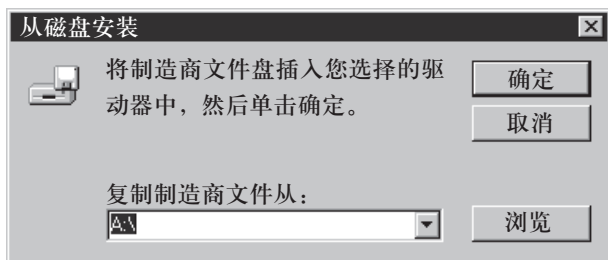 从磁盘安装
将制造商文件盘插入您选择的驱
动器中，然后单击确定。
确定
取消
复制制造商文件从：
A:\
浏览